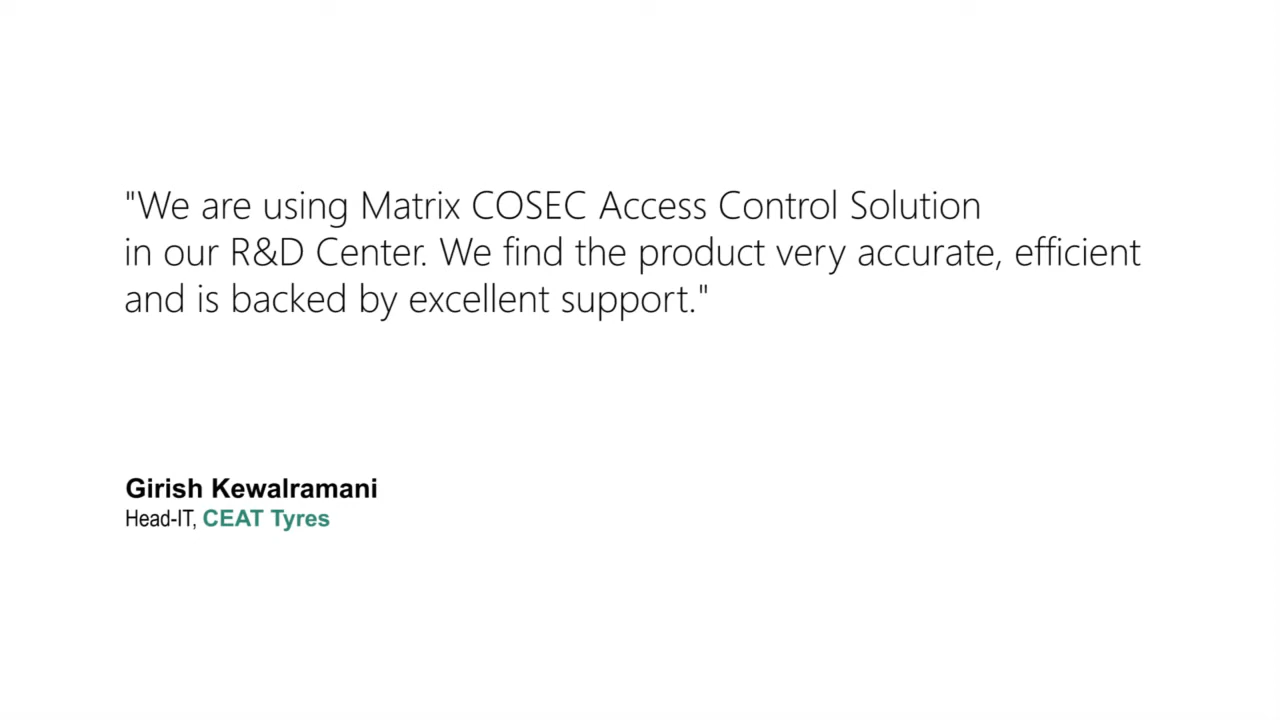 "We are using Matrix COSEC Access Control Solution
in our R&D Center. We find the product very accurate, efficient
and is backed by excellent support."
Girish Kewalramani
Head-IT, CEAT Tyres